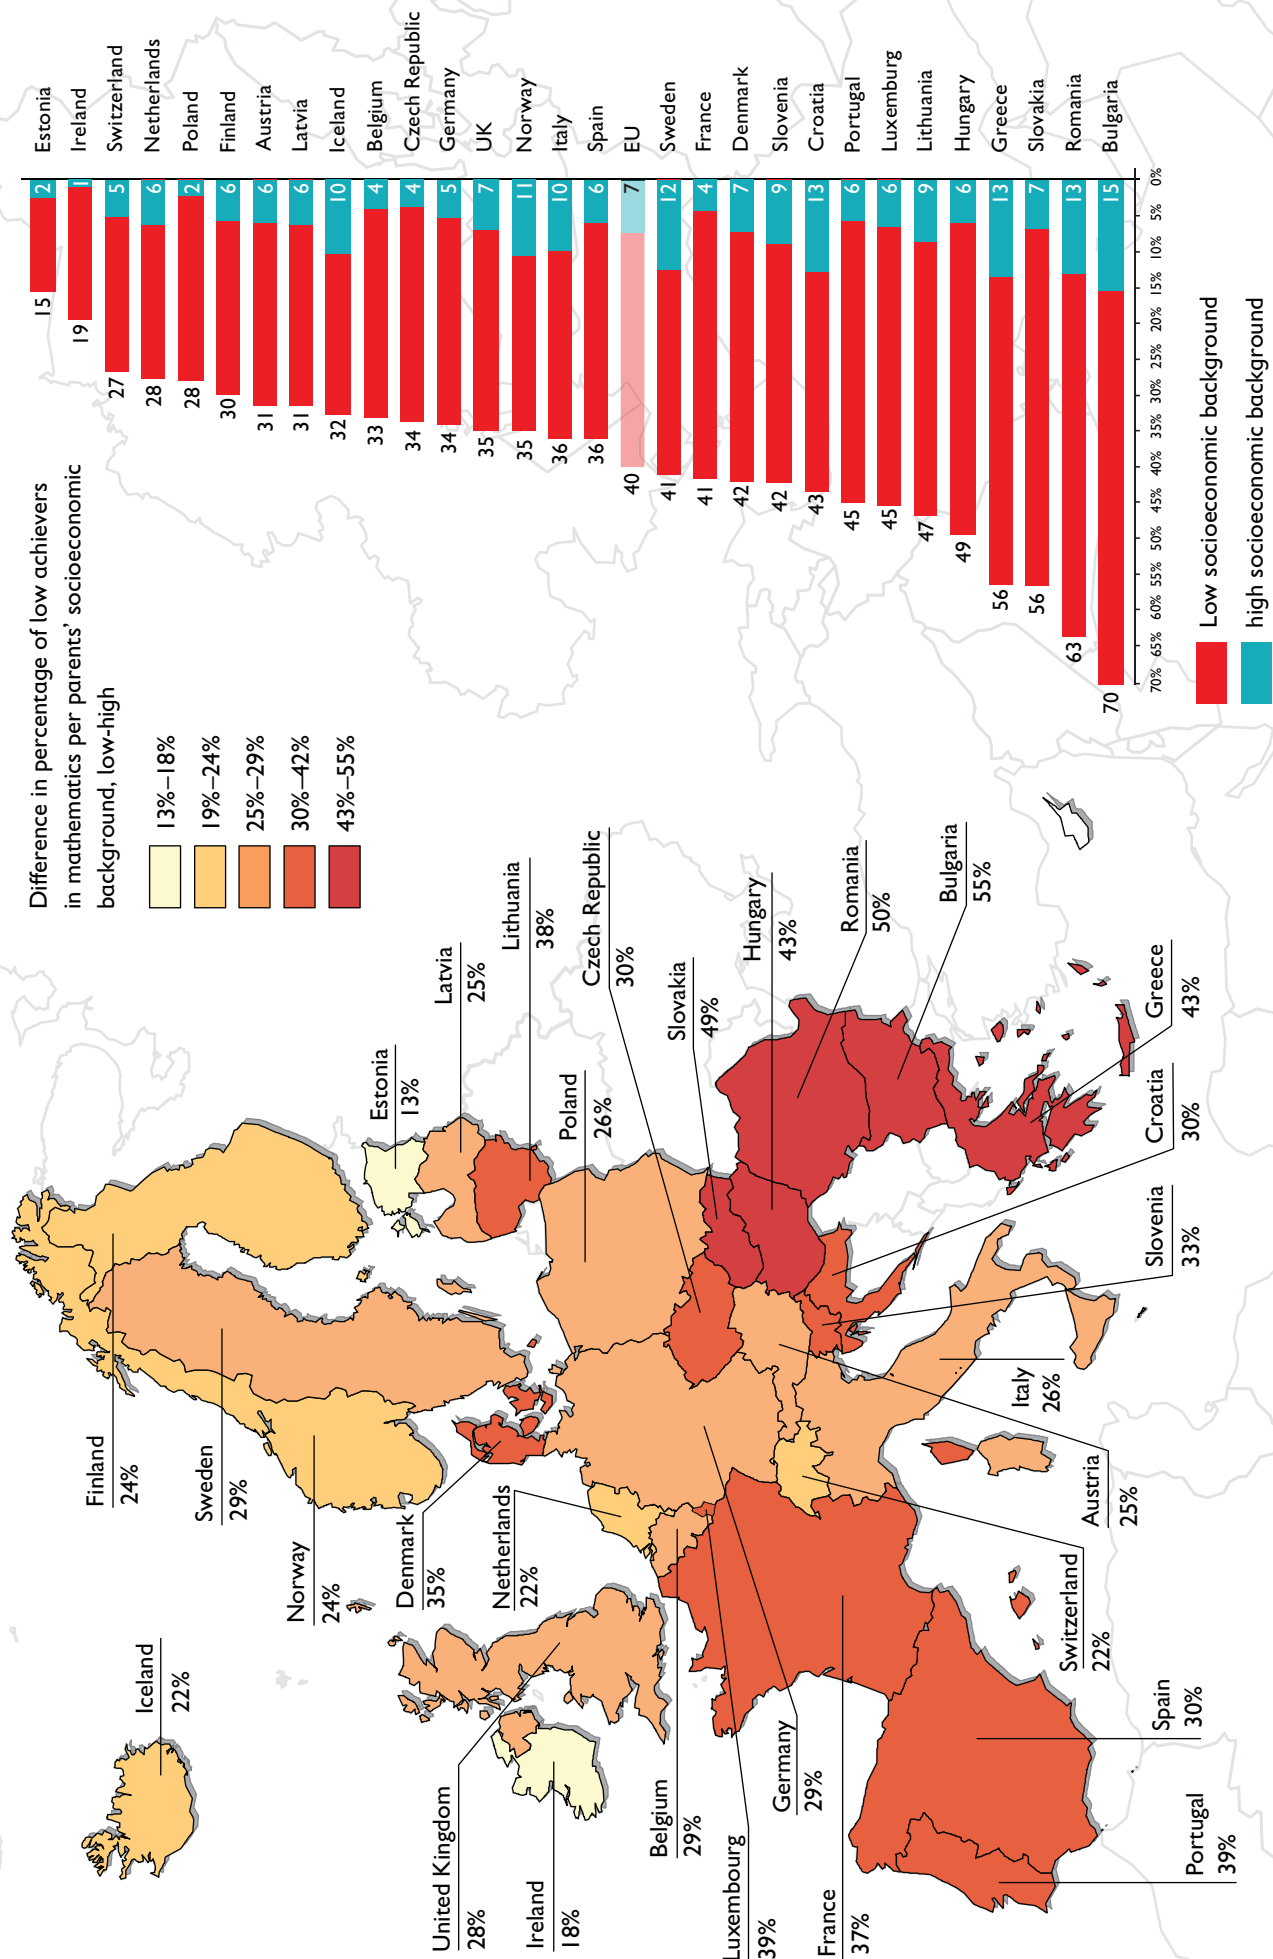 Difference in percentage of low achievers
in mathematics per parents’ socioeconomic
background, low-high
13%–18%
19%–24%
25%–29%
30%–42%
43%–55%
Iceland
22%
Finland
24%
Sweden
29%
Norway
24%
Denmark
35%
Netherlands
22%
United Kingdom
28%
Ireland
18%
Belgium
29%
Luxembourg
39%
Germany
29%
France
37%
Portugal
39%
Spain
30%
Switzerland
22%
Austria
25%
Italy
26%
Slovenia
33%
Croatia
30%
Greece
43%
Bulgaria
55%
Romania
50%
Hungary
43%
Slovakia
49%
Czech Republic
30%
Poland
26%
Lithuania
38%
Latvia
25%
Estonia
13%
15 2 Estonia
19 1 Ireland
27 5 Switzerland
28 6 Netherlands
28 2 Poland
30 6 Finland
31 6 Austria
31 6 Latvia
32 10 Iceland
33 4 Belgium
34 4 Czech Republic
34 5 Germany
35 7 UK
35 11 Norway
36 10 Italy
36 6 Spain
40 7 EU
41 12 Sweden
41 4 France
42 7 Denmark
42 9 Slovenia
43 13 Croatia
45 6 Portugal
45 6 Luxemburg
47 9 Lithuania
49 6 Hungary
56 13 Greece
56 7 Slovakia
63 13 Romania
70 15 Bulgaria
70% 65% 60% 55% 50% 45% 40% 35% 30% 25% 20% 15% 10% 5% 0%
Low socioeconomic background
high socioeconomic background